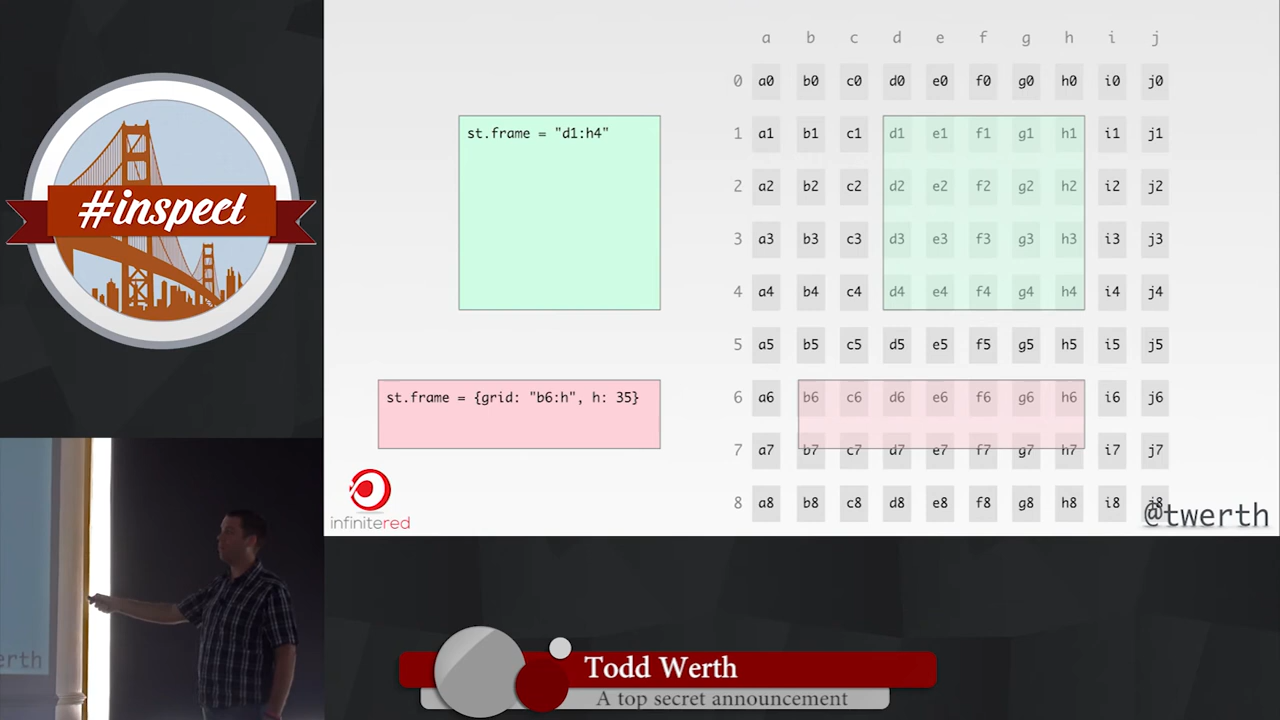 #inspect
a b c d e f g h i j
0 a0 b0 c0 d0 e0 f0 g0 h0 i0 j0
st.frame = "d1:h4"
1 a1 b1 c1 d1 e1 f1 g1 h1 i1 j1
2 a2 b2 c2 d2 e2 f2 g2 h2 i2 j2
3 a3 b3 c3 d3 e3 f3 g3 h3 i3 j3
4 a4 b4 c4 d4 e4 f4 g4 h4 i4 j4
5 a5 b5 c5 d5 e5 f5 g5 h5 i5 j5
st.frame = {grid: "b6:h", h: 35}
6 a6 b6 c6 d6 e6 f6 g6 h6 i6 j6
7 a7 b7 c7 d7 e7 f7 g7 h7 i7 j7
8 a8 b8 c8 d8 e8 f8 g8 h8 i8 j8
infinitered
@twerth
erth
Todd Werth
A top secret announcement